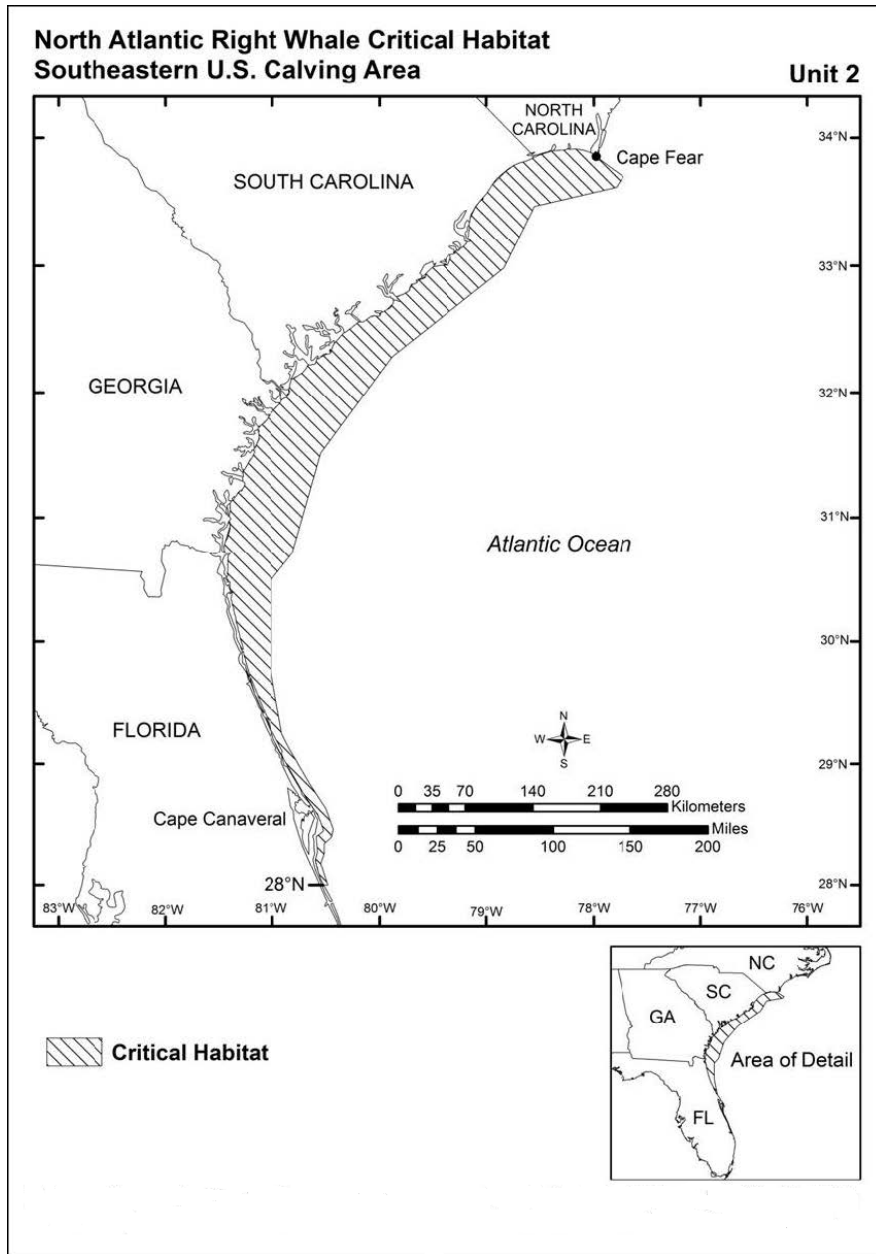 North Atlantic Right Whale Critical Habitat
Southeastern U.S. Calving Area
Unit 2
NORTH
CAROLINA
34°N
Cape Fear
SOUTH CAROLINA
33°N
GEORGIA
32°N
31°N
Atlantic Ocean
30°N
FLORIDA
N
W E
S
29°N
0 35 70 140 210 280
Kilometers
Cape Canaveral
Miles
0 25 50 100 150 200
28°N
28°N
83°W 82°W 81°W 80°W 79°W 78°W 77°W 76°W
NC
SC
GA
Critical Habitat
Area of Detail
FL